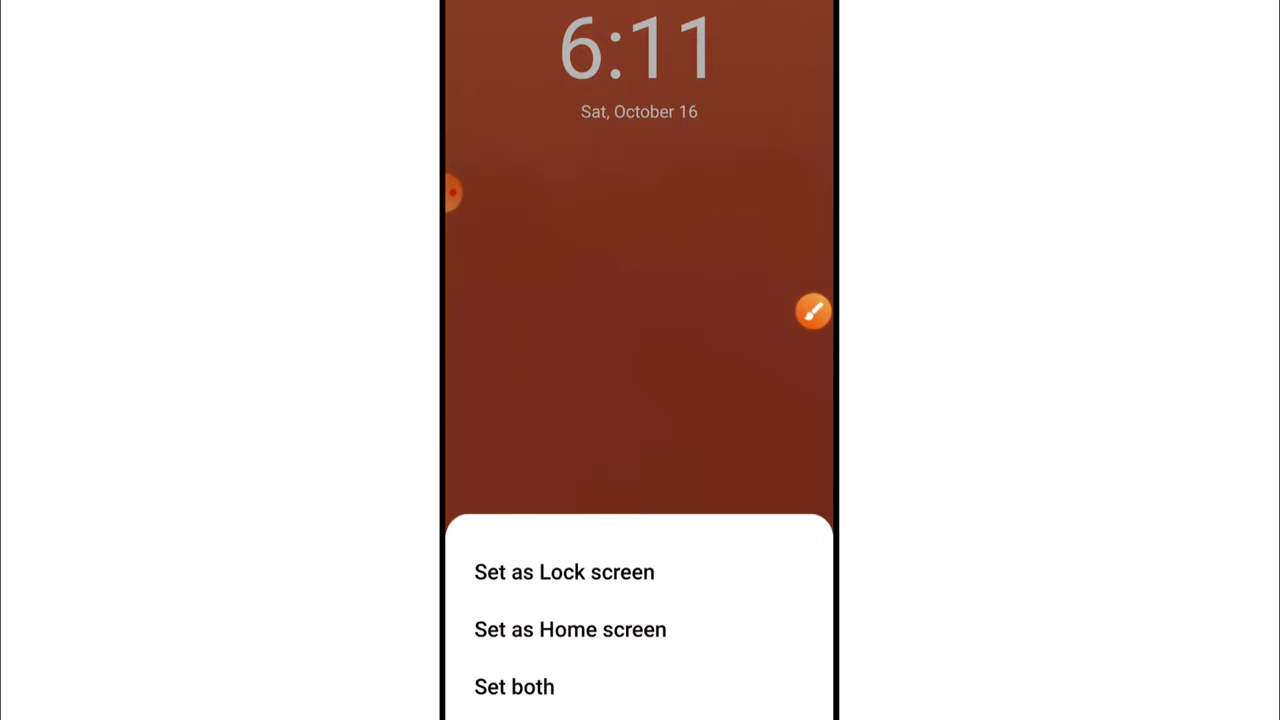 6:11
Sat, October 16
Set as Lock screen
Set as Home screen
Set both